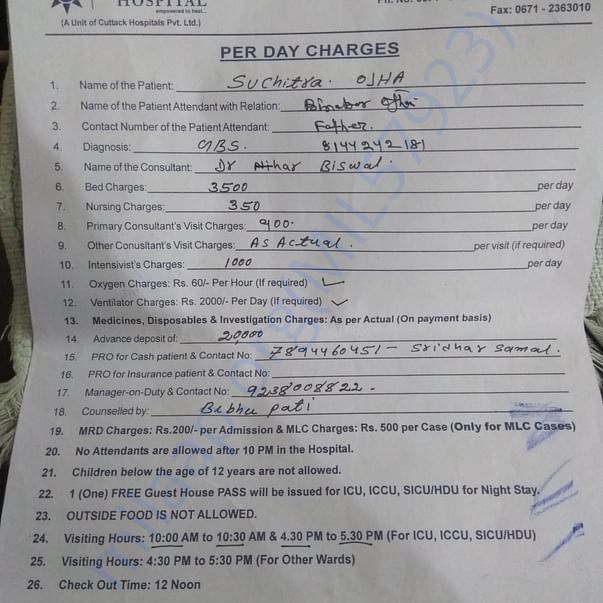 HOSPITAL
empowered to heal...
(A Unit of Cuttack Hospitals Pvt. Ltd.)
Fax: 0671 - 2363010
PER DAY CHARGES
1. Name of the Patient: Suchitra OJHA
2. Name of the Patient Attendant with Relation: Ojha
3. Contact Number of the Patient Attendant: Father.
4. Diagnosis: GBS. 8144242181
5. Name of the Consultant: Dr Nihar Biswal.
6. Bed Charges: 3500 per day
7. Nursing Charges: 350 per day
8. Primary Consultant's Visit Charges: 900. per day
9. Other Conusltant's Visit Charges: AS Actual. per visit (if required)
10. Intensivist's Charges: 1000 per day
11. Oxygen Charges: Rs. 60/- Per Hour (If required) ✓
12. Ventilator Charges: Rs. 2000/- Per Day (If required) ✓
13. Medicines, Disposables & Investigation Charges: As per Actual (On payment basis)
14. Advance deposit of: 20000
15. PRO for Cash patient & Contact No: 7894460451 - Sridhar Samal.
16. PRO for Insurance patient & Contact No:
17. Manager-on-Duty & Contact No: 9238008822.
18. Counselled by: Bibhu pati
19. MRD Charges: Rs.200/- per Admission & MLC Charges: Rs. 500 per Case (Only for MLC Cases)
20. No Attendants are allowed after 10 PM in the Hospital.
21. Children below the age of 12 years are not allowed.
22. 1 (One) FREE Guest House PASS will be issued for ICU, ICCU, SICU/HDU for Night Stay.
23. OUTSIDE FOOD IS NOT ALLOWED.
24. Visiting Hours: 10:00 AM to 10:30 AM & 4.30 PM to 5.30 PM (For ICU, ICCU, SICU/HDU)
25. Visiting Hours: 4:30 PM to 5:30 PM (For Other Wards)
26. Check Out Time: 12 Noon